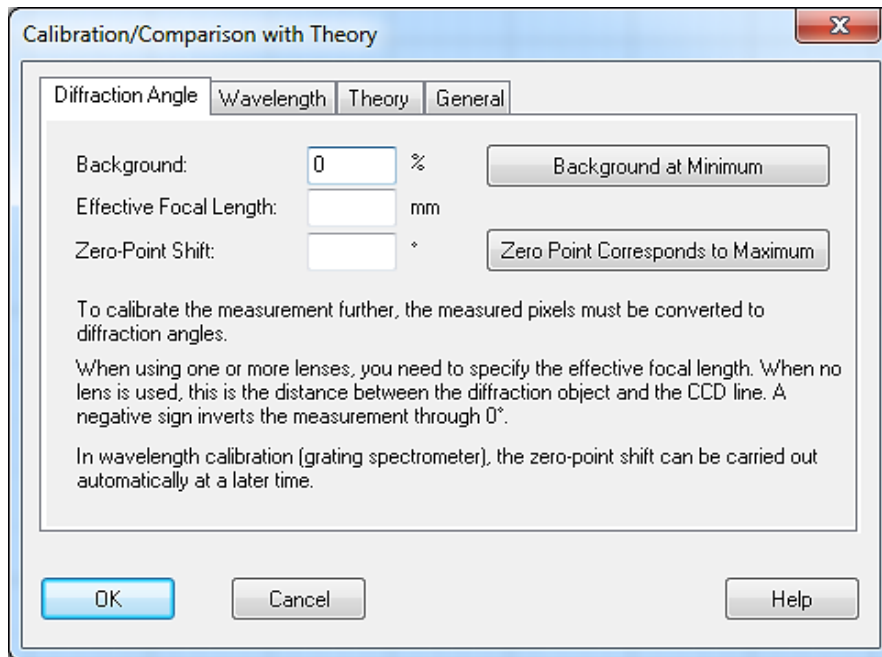 Calibration/Comparison with Theory
Diffraction Angle Wavelength Theory General
Background: 0 % Background at Minimum
Effective Focal Length: mm
Zero-Point Shift: ° Zero Point Corresponds to Maximum
To calibrate the measurement further, the measured pixels must be converted to
diffraction angles.
When using one or more lenses, you need to specify the effective focal length. When no
lens is used, this is the distance between the diffraction object and the CCD line. A
negative sign inverts the measurement through 0°.
In wavelength calibration (grating spectrometer), the zero-point shift can be carried out
automatically at a later time.
OK Cancel Help